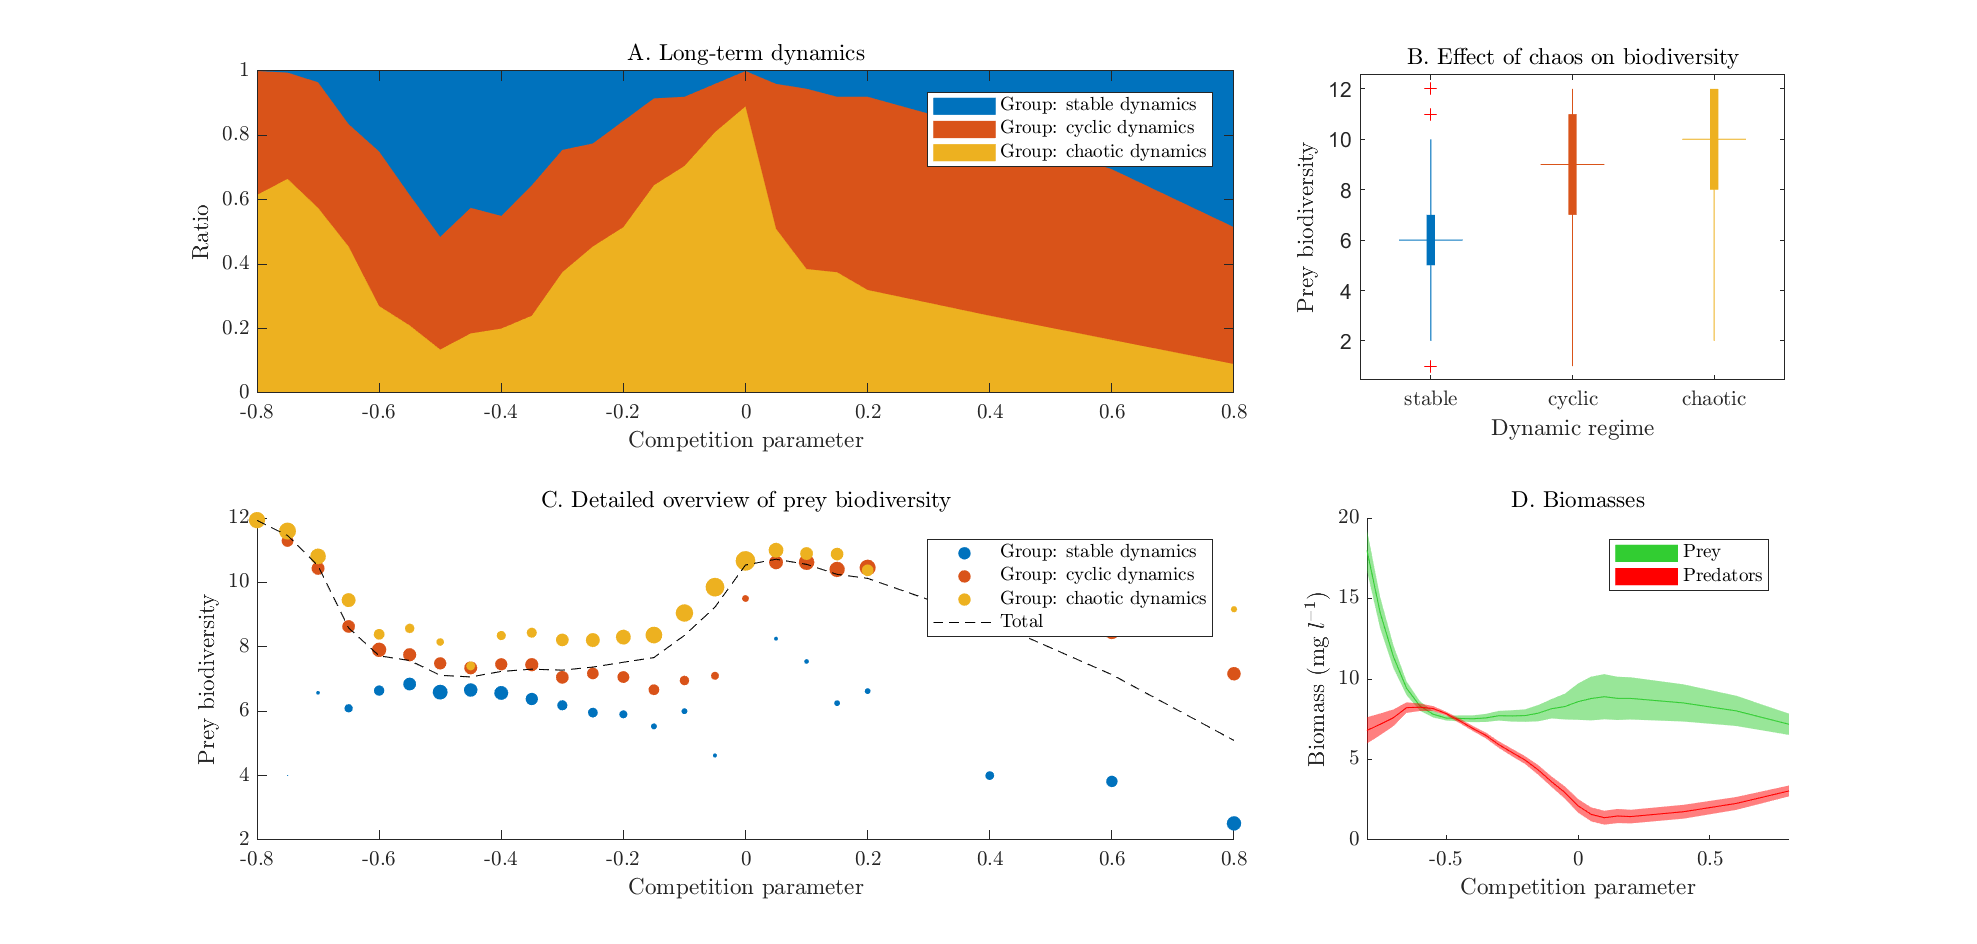 A. Long-term dynamics
1
0.8
0.6
0.4
0.2
0
Ratio
Group: stable dynamics
Group: cyclic dynamics
Group: chaotic dynamics
-0.8 -0.6 -0.4 -0.2 0 0.2 0.4 0.6 0.8
Competition parameter
B. Effect of chaos on biodiversity
12
10
8
6
4
2
Prey biodiversity
stable cyclic chaotic
Dynamic regime
C. Detailed overview of prey biodiversity
12
10
8
6
4
2
Prey biodiversity
Group: stable dynamics
Group: cyclic dynamics
Group: chaotic dynamics
Total
-0.8 -0.6 -0.4 -0.2 0 0.2 0.4 0.6 0.8
Competition parameter
D. Biomasses
20
15
10
5
0
Biomass (mg l⁻¹)
Prey
Predators
-0.5 0 0.5
Competition parameter